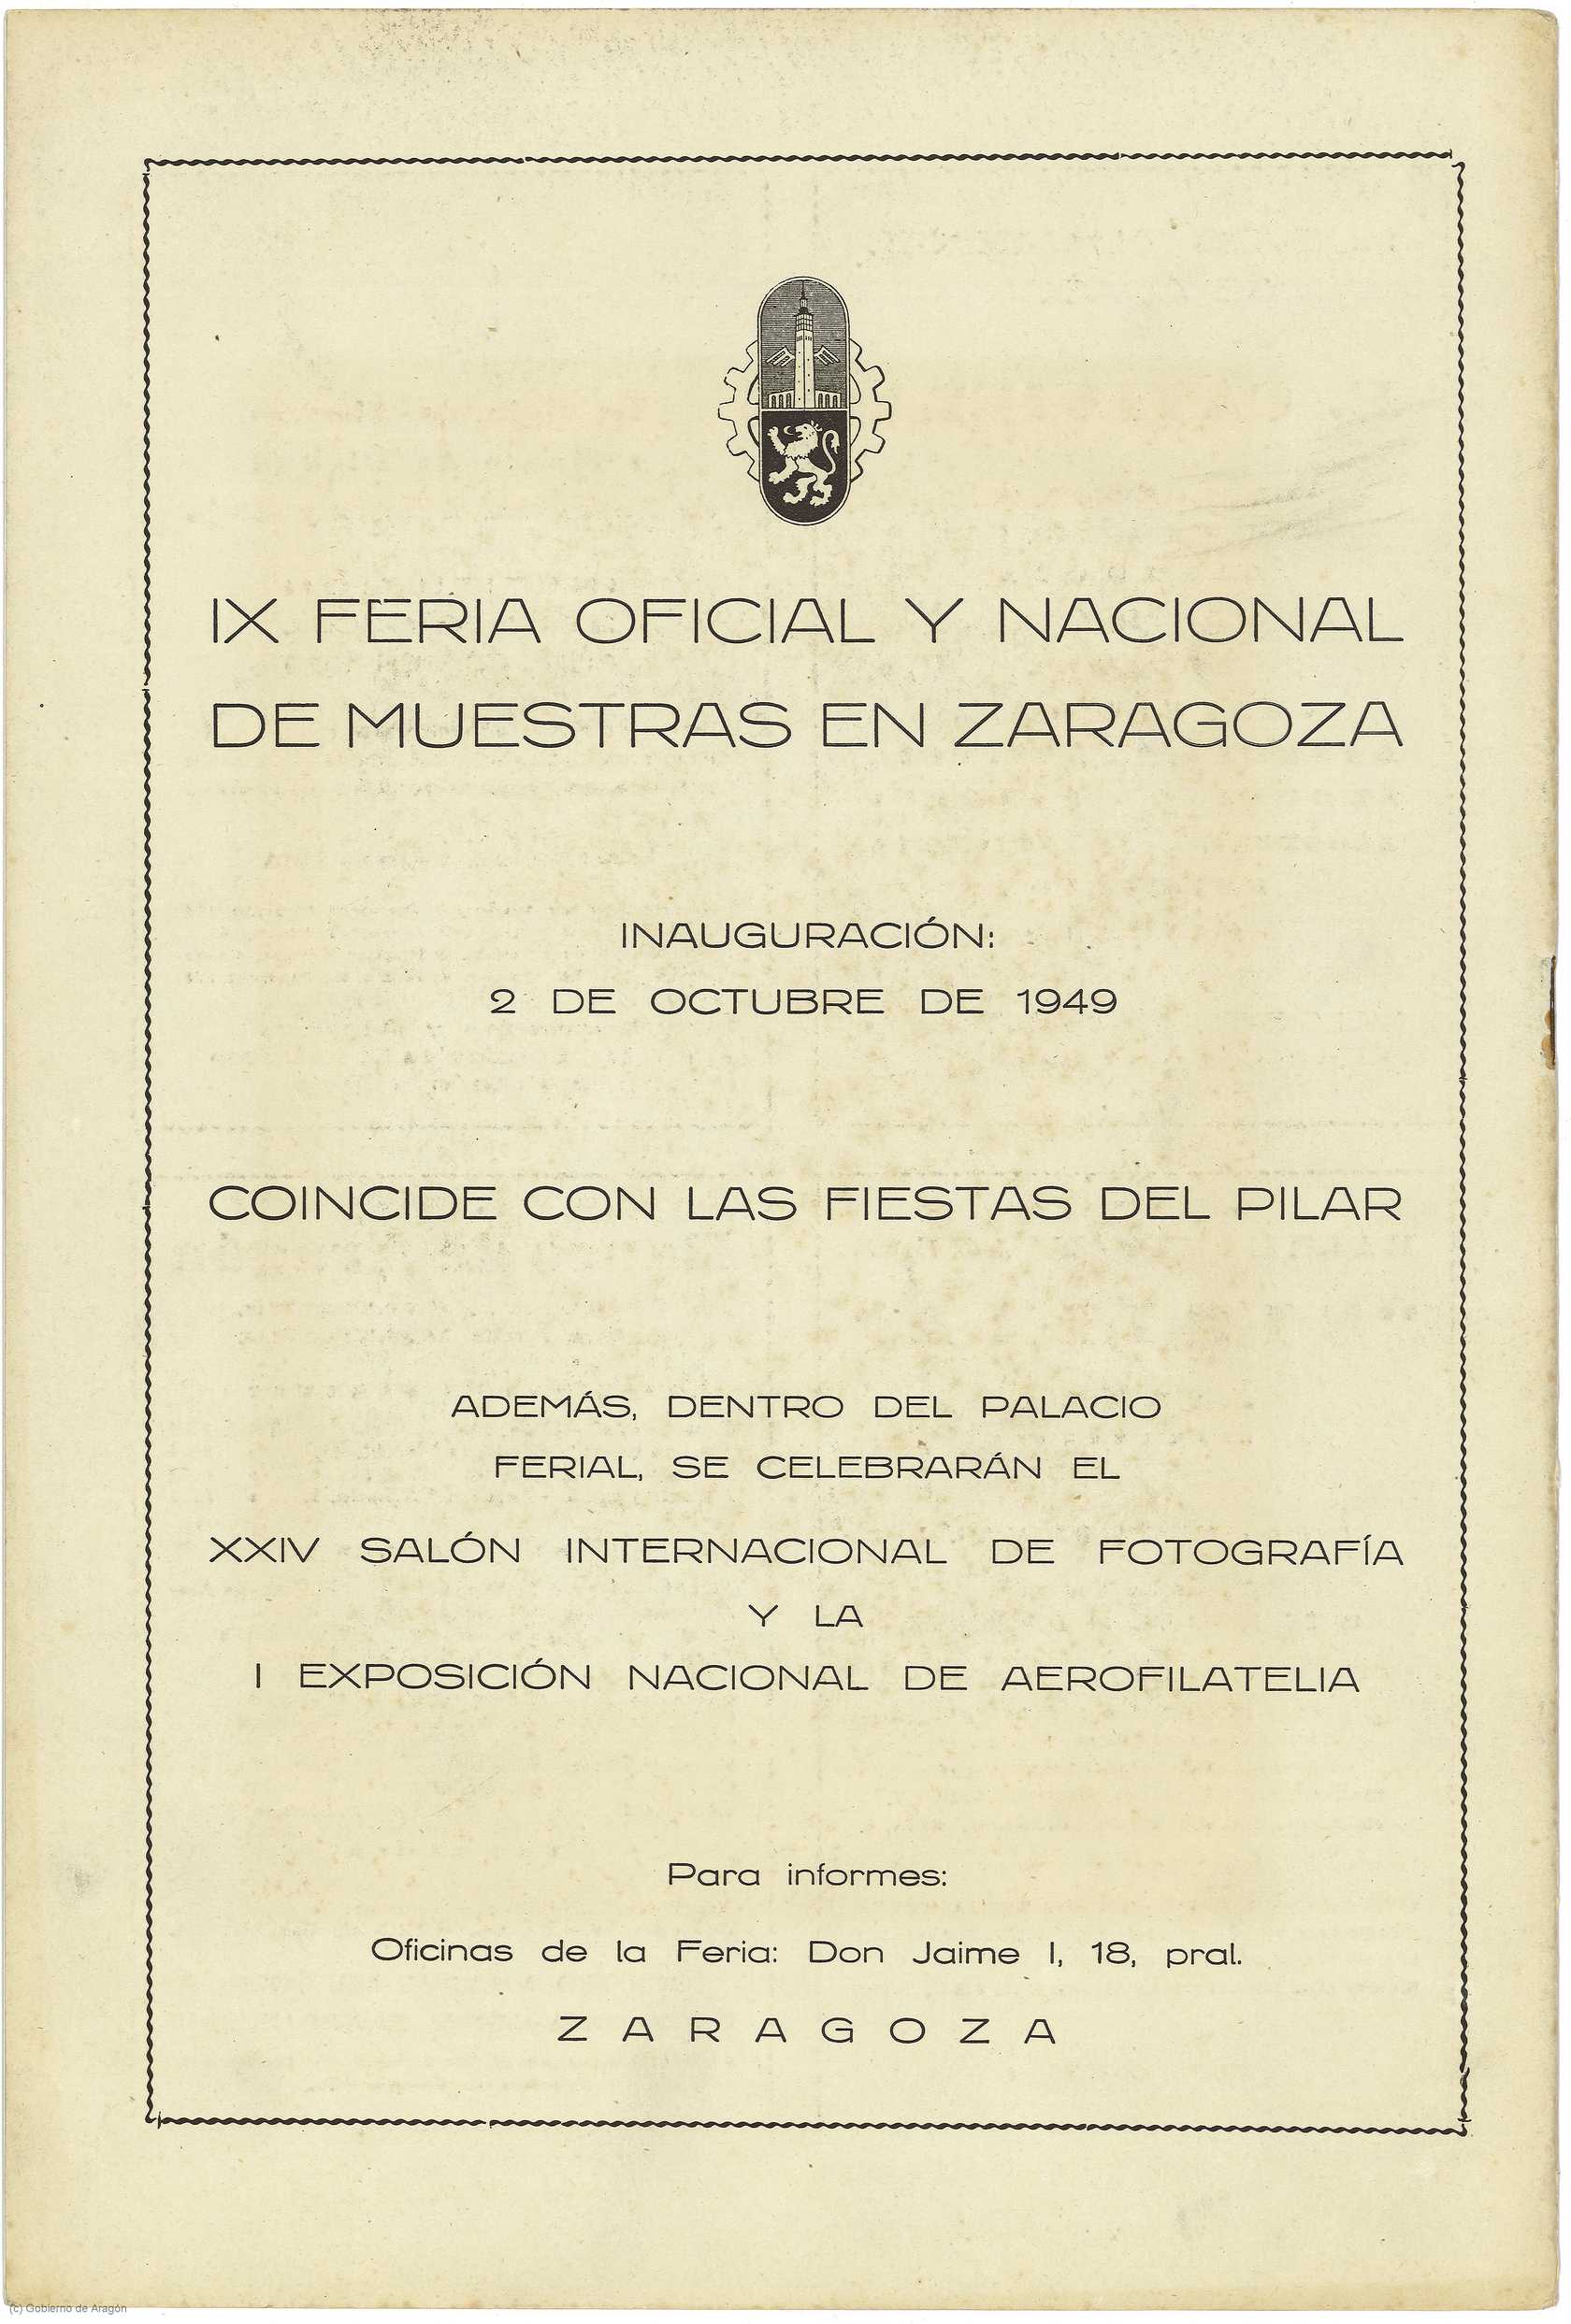 IX FERIA OFICIAL Y NACIONAL
DE MUESTRAS EN ZARAGOZA
INAUGURACIÓN:
2 DE OCTUBRE DE 1949
COINCIDE CON LAS FIESTAS DEL PILAR
ADEMÁS, DENTRO DEL PALACIO
FERIAL, SE CELEBRARÁN EL
XXIV SALÓN INTERNACIONAL DE FOTOGRAFÍA
Y LA
I EXPOSICIÓN NACIONAL DE AEROFILATELIA
Para informes:
Oficinas de la Feria: Don Jaime I, 18, pral.
ZARAGOZA
(c) Gobierno de Aragón